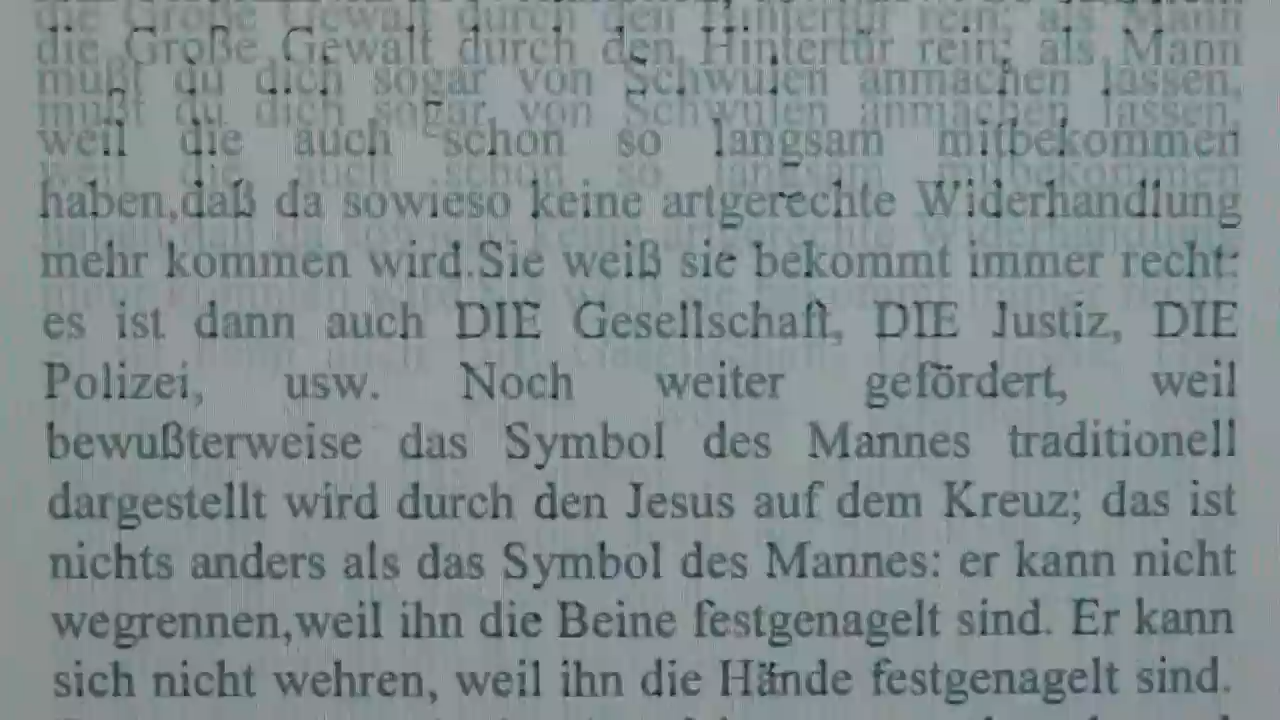 die Große Gewalt durch den Hintertür rein; als Mann
mußt du dich sogar von Schwulen anmachen lassen,
weil die auch schon so langsam mitbekommen
haben,daß da sowieso keine artgerechte Widerhandlung
mehr kommen wird.Sie weiß sie bekommt immer recht:
es ist dann auch DIE Gesellschaft, DIE Justiz, DIE
Polizei, usw. Noch weiter gefördert, weil
bewußterweise das Symbol des Mannes traditionell
dargestellt wird durch den Jesus auf dem Kreuz; das ist
nichts anders als das Symbol des Mannes: er kann nicht
wegrennen,weil ihn die Beine festgenagelt sind. Er kann
sich nicht wehren, weil ihn die Hände festgenagelt sind.